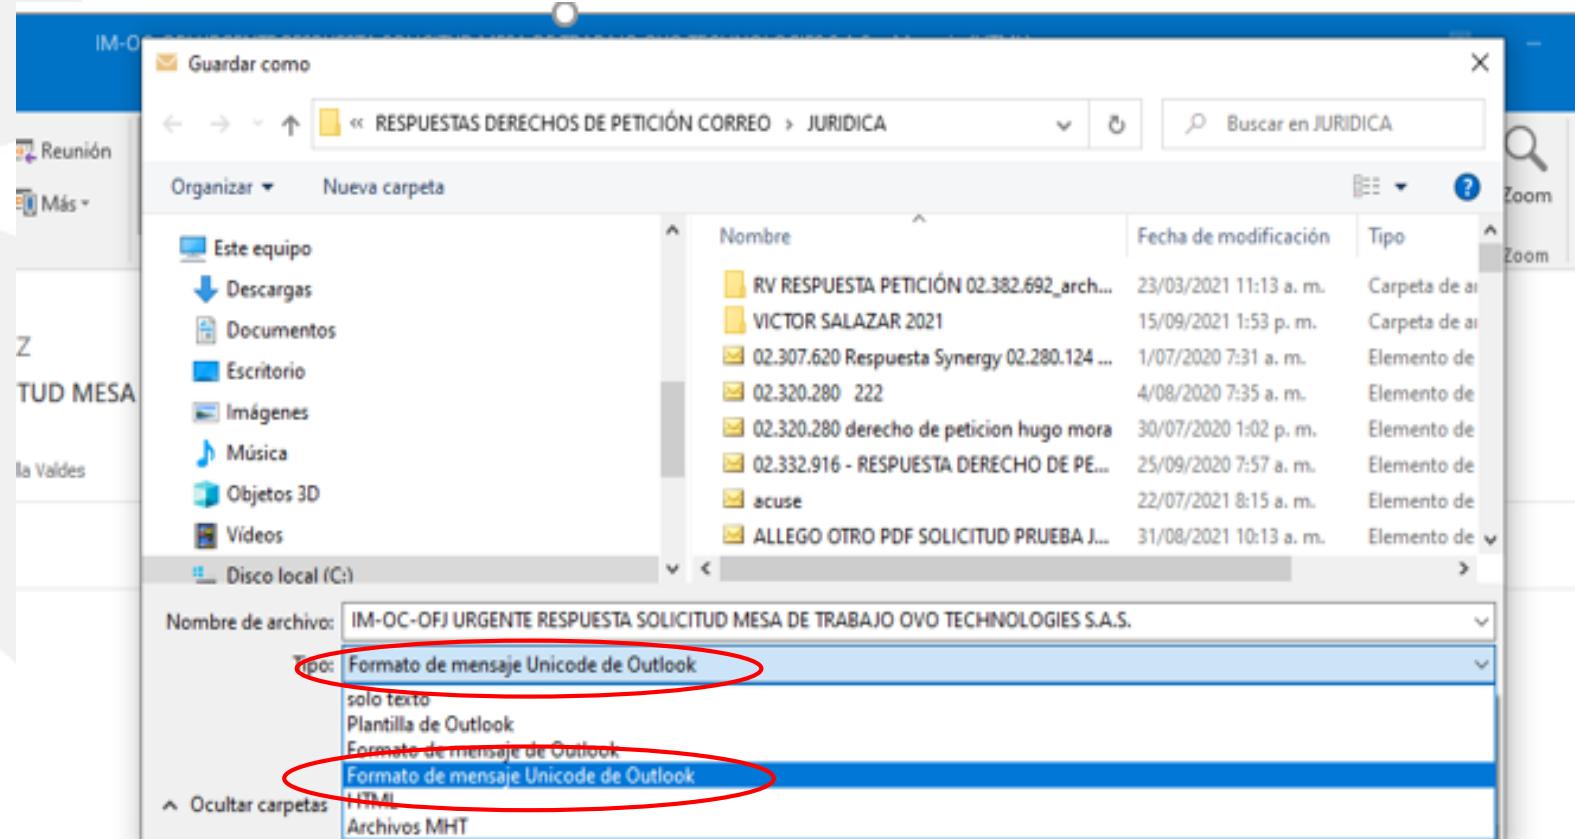 IM-O
Guardar como
« RESPUESTAS DERECHOS DE PETICIÓN CORREO > JURIDICA
Buscar en JURIDICA
Reunión
Más
Organizar
Nueva carpeta
?
Zoom
Zoom
Este equipo
Descargas
Documentos
Escritorio
Imágenes
Música
Objetos 3D
Vídeos
Disco local (C:)
Z
TUD MESA
lla Valdes
Nombre Fecha de modificación Tipo
RV RESPUESTA PETICIÓN 02.382.692_arch... 23/03/2021 11:13 a. m. Carpeta de ar
VICTOR SALAZAR 2021 15/09/2021 1:53 p. m. Carpeta de ar
02.307.620 Respuesta Synergy 02.280.124 ... 1/07/2020 7:31 a. m. Elemento de
02.320.280 222 4/08/2020 7:35 a. m. Elemento de
02.320.280 derecho de peticion hugo mora 30/07/2020 1:02 p. m. Elemento de
02.332.916 - RESPUESTA DERECHO DE PE... 25/09/2020 7:57 a. m. Elemento de
acuse 22/07/2021 8:15 a. m. Elemento de
ALLEGO OTRO PDF SOLICITUD PRUEBA J... 31/08/2021 10:13 a. m. Elemento de
Nombre de archivo: IM-OC-OFJ URGENTE RESPUESTA SOLICITUD MESA DE TRABAJO OVO TECHNOLOGIES S.A.S.
Tipo: Formato de mensaje Unicode de Outlook
solo texto
Plantilla de Outlook
Formato de mensaje de Outlook
Formato de mensaje Unicode de Outlook
HTML
Archivos MHT
Ocultar carpetas